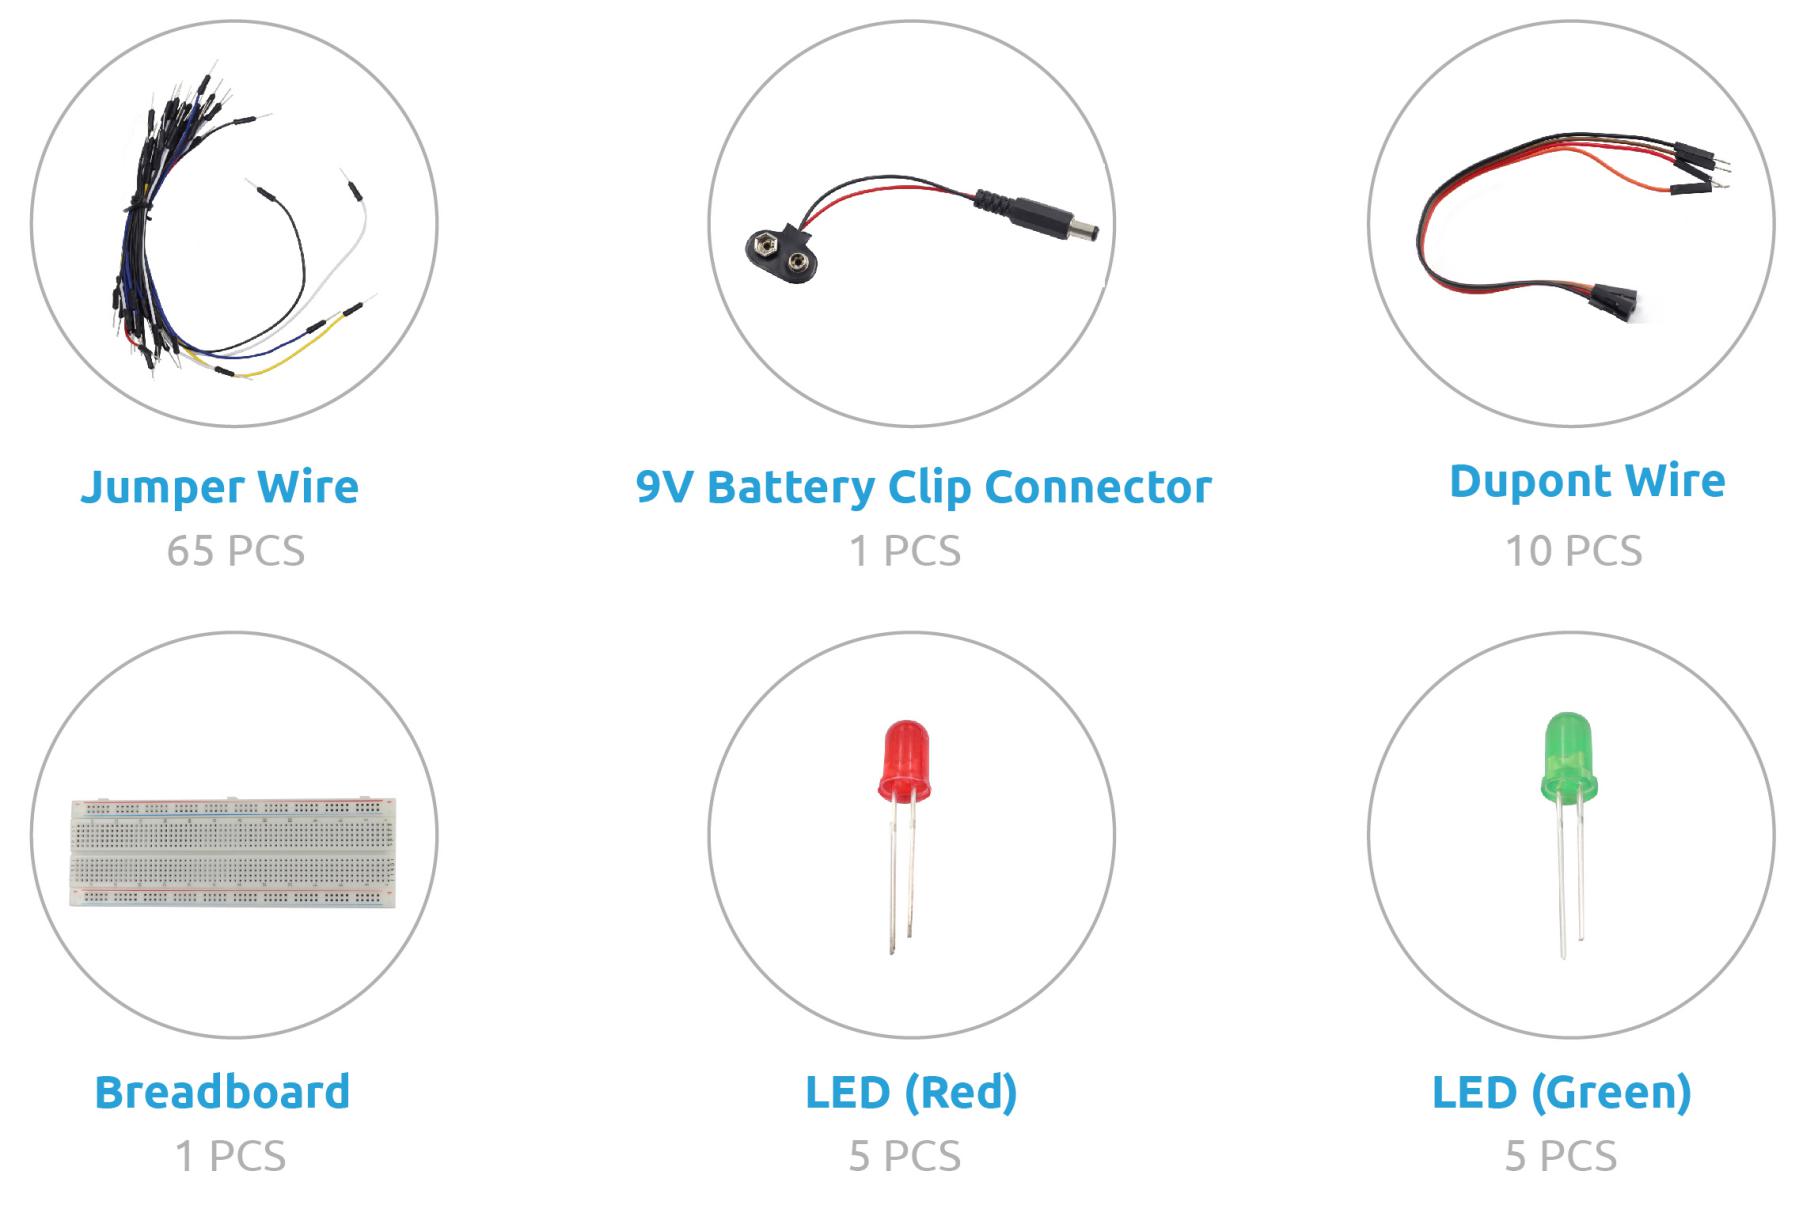 Jumper Wire
65 PCS
9V Battery Clip Connector
1 PCS
Dupont Wire
10 PCS
Breadboard
1 PCS
LED (Red)
5 PCS
LED (Green)
5 PCS